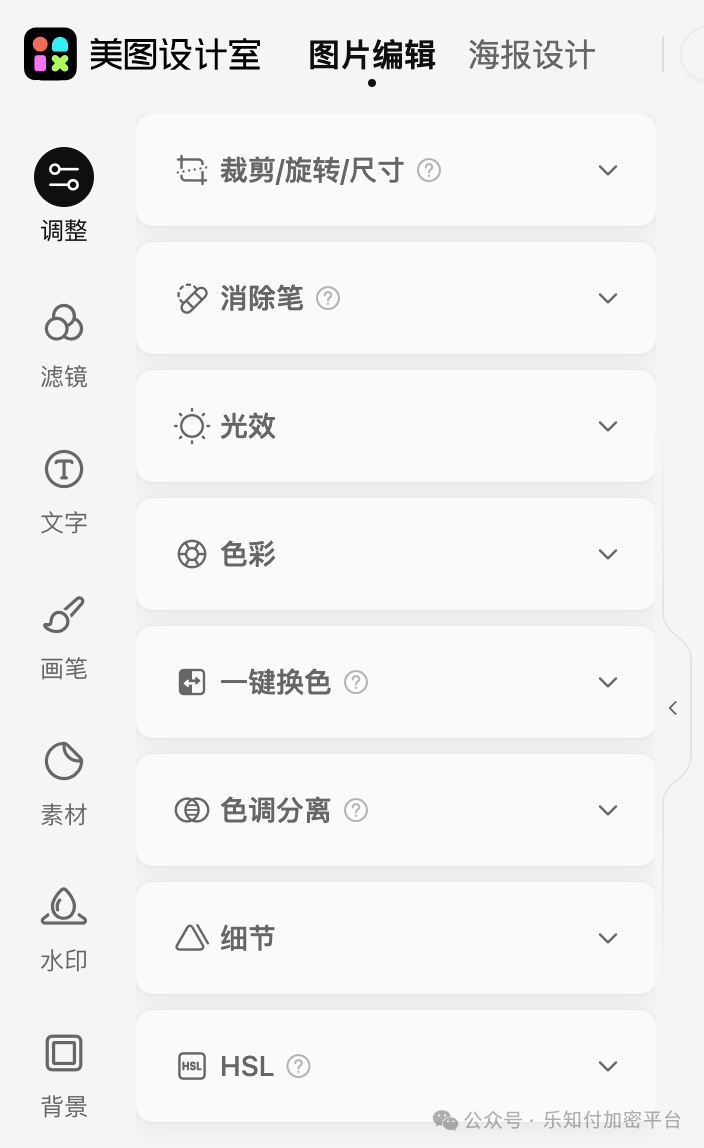 美图设计室 图片编辑 海报设计
调整
滤镜
文字
画笔
素材
水印
背景
裁剪/旋转/尺寸 ?
消除笔 ?
光效
色彩
一键换色 ?
色调分离 ?
细节
HSL HSL ?
公众号 · 乐知付加密平台